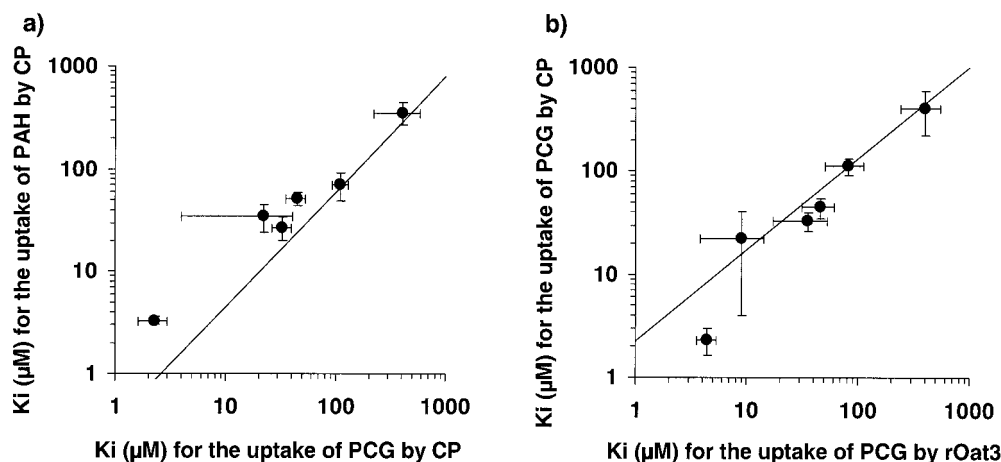 a)
Ki (µM) for the uptake of PAH by CP
1000
100
10
1
1
10
100
1000
Ki (µM) for the uptake of PCG by CP
b)
Ki (µM) for the uptake of PCG by CP
1000
100
10
1
1
10
100
1000
Ki (µM) for the uptake of PCG by rOat3